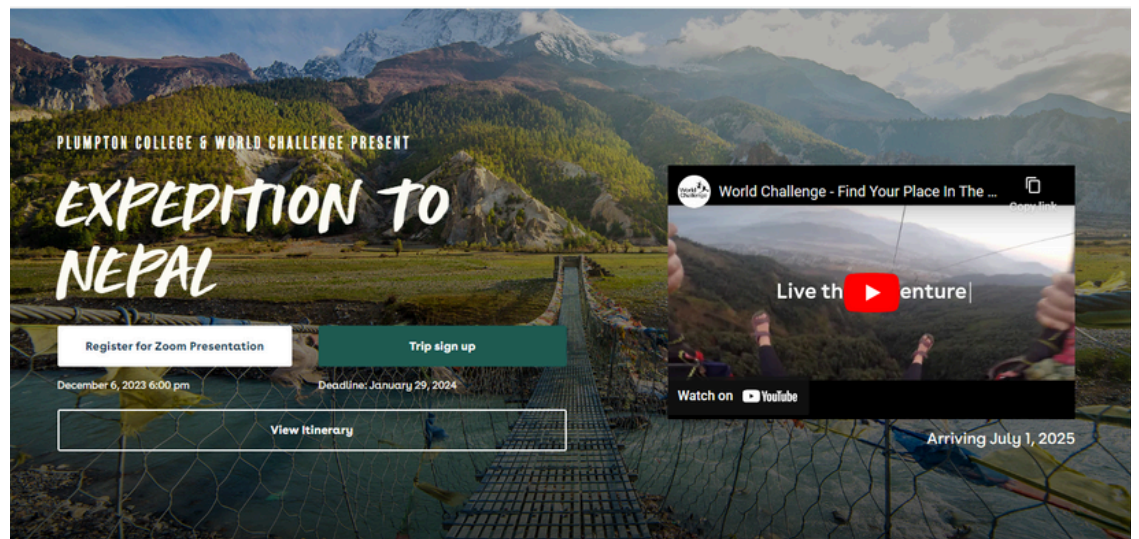 PLUMPTON COLLEGE & WORLD CHALLENGE PRESENT
EXPEDITION TO
NEPAL
Register for Zoom Presentation
Trip sign up
December 6, 2023 6:00 pm
Deadline: January 29, 2024
View Itinerary
World Challenge
World Challenge - Find Your Place In The ...
Copy link
Live th enture|
Watch on YouTube
Arriving July 1, 2025